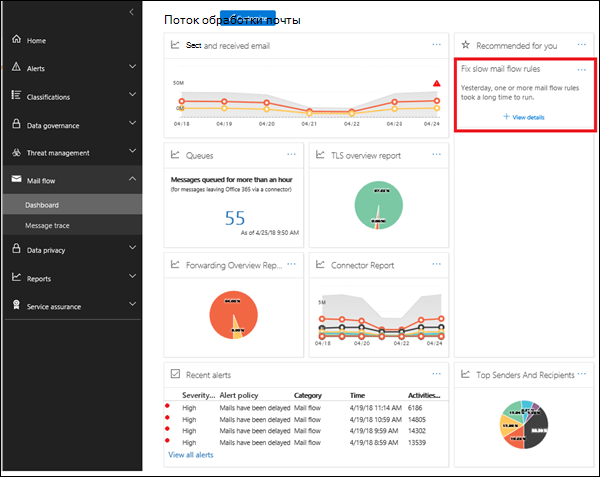 Поток обработки почты
Home
Alerts
Classifications
Data governance
Threat management
Mail flow
Dashboard
Message trace
Data privacy
Reports
Service assurance
Sect and received email
50M
0M
04/18 04/19 04/20 04/21 04/22 04/23 04/24
Recommended for you
Fix slow mail flow rules
Yesterday, one or more mail flow rules
took a long time to run.
+ View details
Queues
Messages queued for more than an hour
(for messages leaving Office 365 via a connector)
55
As of 4/25/18 9:50 AM
TLS overview report
Forwarding Overview Rep...
Connector Report
5M
04/18 04/20 04/22 04/24
Recent alerts
Severity... Alert policy Category Time Activities...
High Mails have been delayed Mail flow 4/19/18 11:14 AM 6186
High Mails have been delayed Mail flow 4/19/18 10:59 AM 14805
High Mails have been delayed Mail flow 4/19/18 9:59 AM 14302
High Mails have been delayed Mail flow 4/19/18 8:59 AM 13539
View all alerts
Top Senders And Recipients